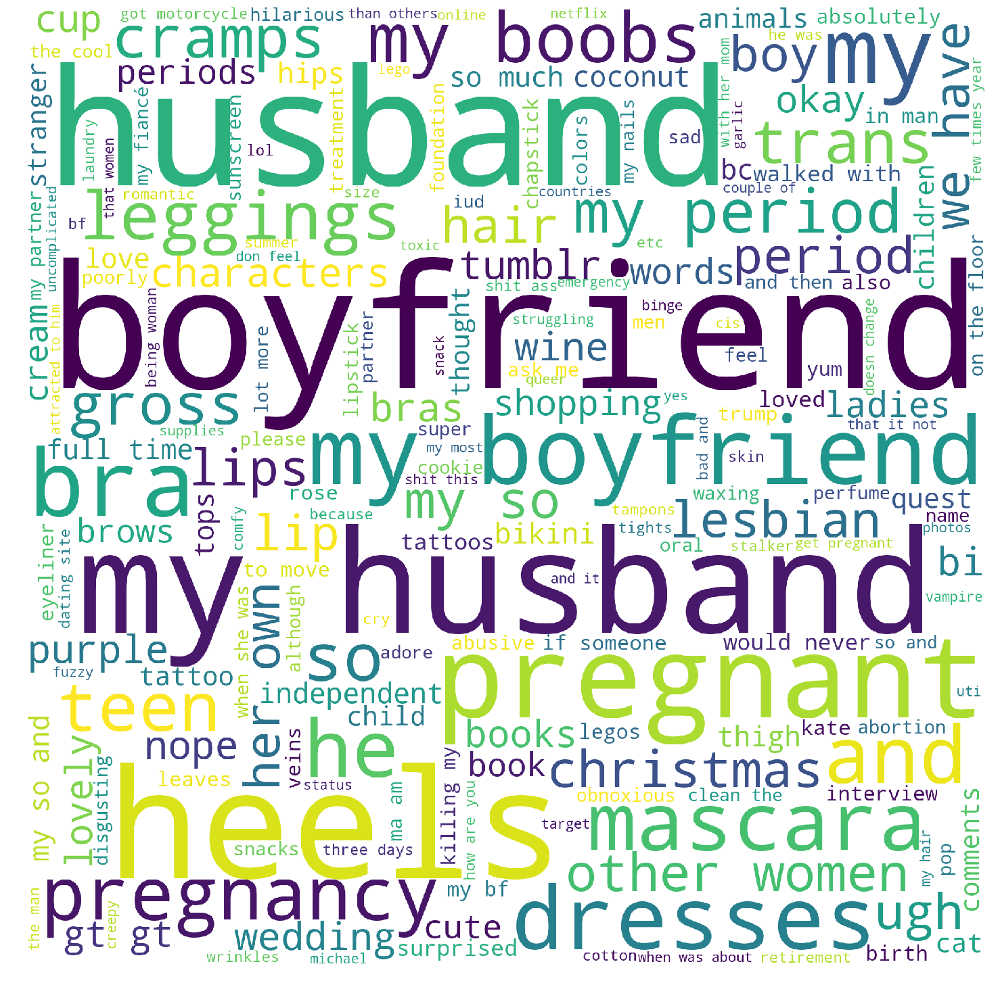 cup
got motorcycle
hilarious
than others
online
netflix
animals
absolutely
the cool
cramps
my boobs
he was
boy
my
we have
stranger
periods
hips
lego
so much
coconut
with her mom
few times year
husband
okay
in man
garlic
trans
laundry
my fiancé
sunscreen
lol
treatment
foundation
chapstick
colors
my nails
sad
bc
walked with
that women
romantic
size
countries
couple of
children
uncomplicated
my partner
bf
leggings
iud
hair
my period
summer
don feel
toxic
etc
love
poorly
characters
tumblr
words
period
and then
also
on the floor
shit ass
emergency
boyfriend
cream
attracted to him
being woman
lot more
lipstick
partner
snack
thought
struggling
binge
men
cis
wine
feel
ask me
queer
yum
doesn change
gross
bras
shopping
yes
loved
ladies
trump
that it not
supplies
please
super
my most
full time
my boyfriend
bad and
skin
bra
lips
cookie
shit this
rose
my so
waxing
perfume
quest
because
tampons
lesbian
name
brows
tops
comfy
lip
tattoos
bikini
tights
oral
stalker
get pregnant
photos
eyeliner
dating site
to move
my husband
and it
bi
vampire
when she was
her own
although
cry
purple
so
adore
abusive
if someone
would never
so and
fuzzy
tattoo
pregnant
uti
teen
independent
child
he
books
legos
thigh
kate
abortion
my so and
lovely
disgusting
nope
veins
killing my
book
christmas
and
leaves
status
ma am
how are you
obnoxious
clean the
interview
heels
target
mascara
comments
snacks
three days
other women
my hair
pop
pregnancy
my bf
the man
creepy
gt gt
wedding
cute
surprised
dresses
ugh
cat
wrinkles
michael
cotton
when was about
retirement
birth